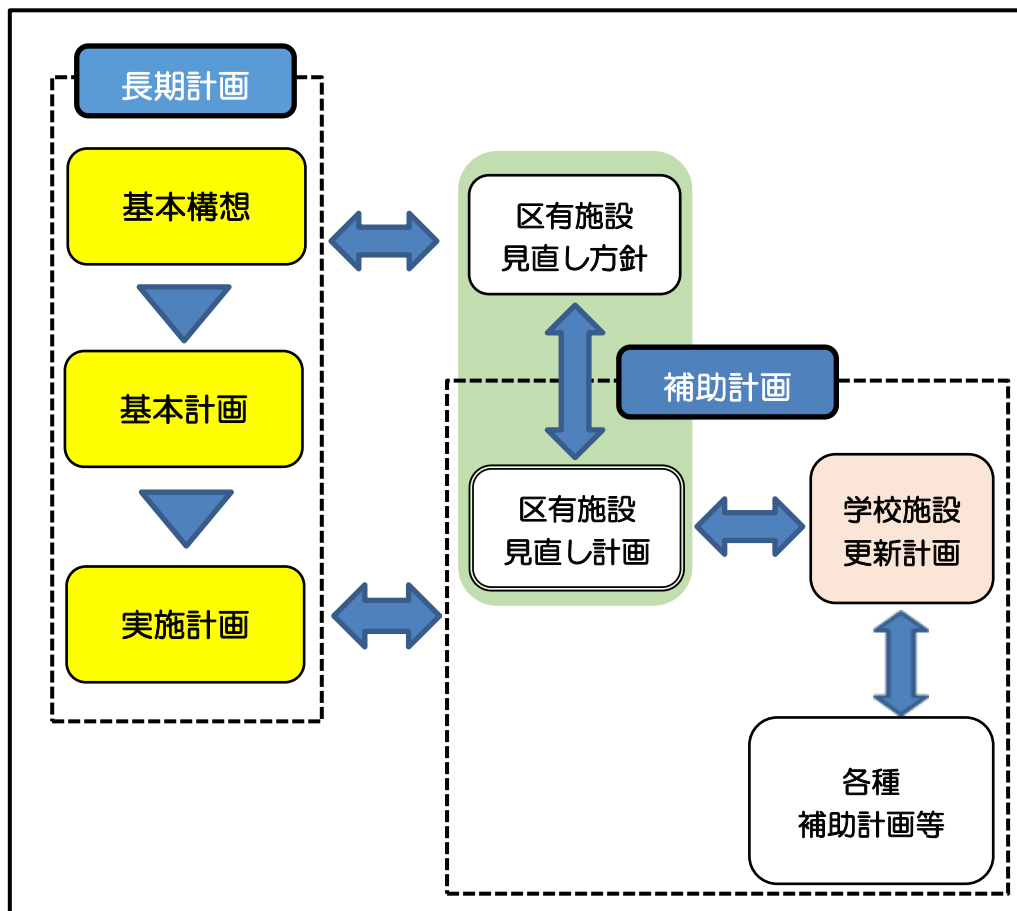 長期計画
基本構想
基本計画
実施計画
区有施設
見直し方針
補助計画
区有施設
見直し計画
学校施設
更新計画
各種
補助計画等